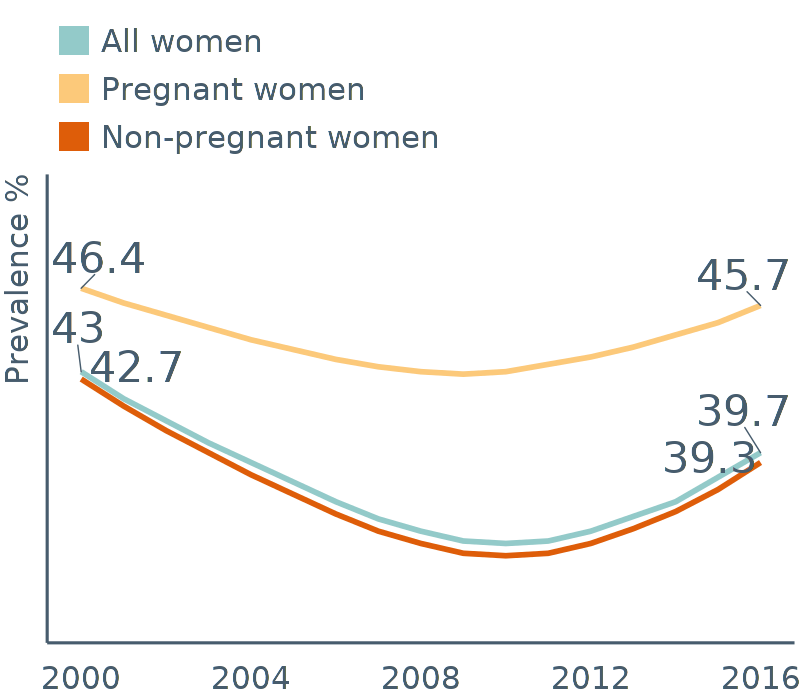 All women
Pregnant women
Non-pregnant women
Prevalence %
46.4
45.7
43
42.7
39.7
39.3
2000 2004 2008 2012 2016